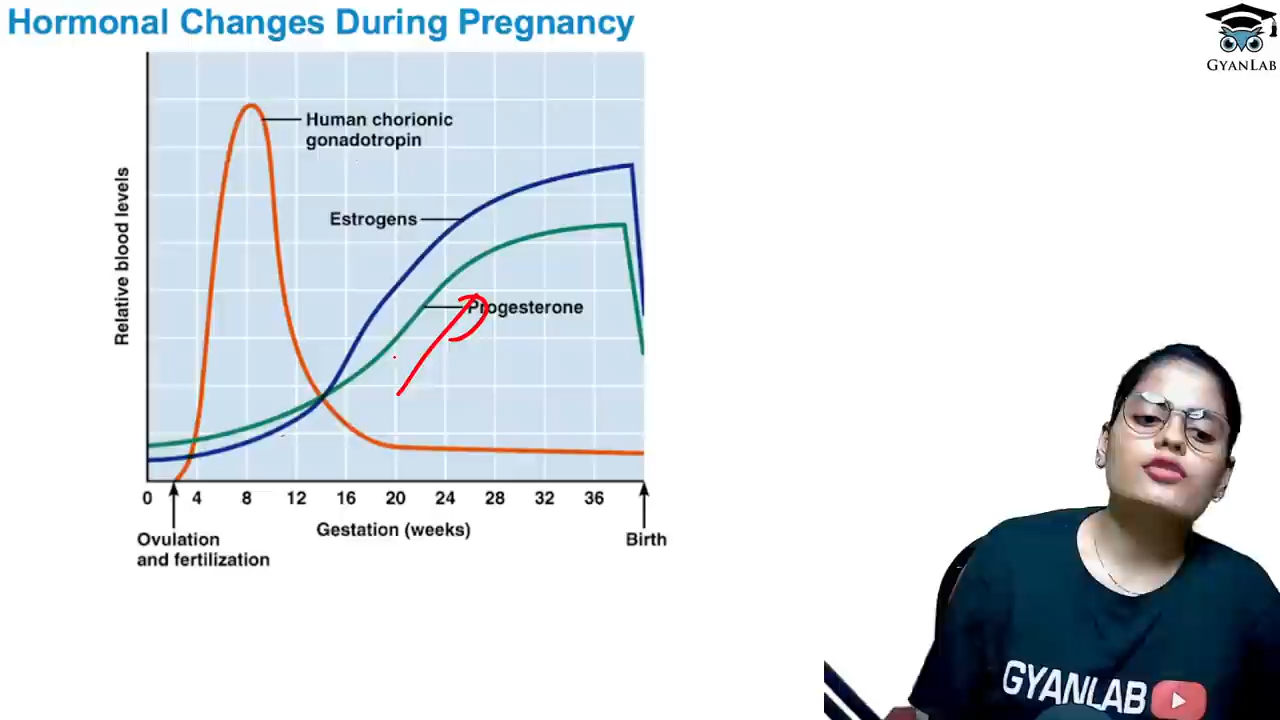 Hormonal Changes During Pregnancy
GYANLAB
Human chorionic
gonadotropin
Estrogens
Progesterone
Relative blood levels
0 4 8 12 16 20 24 28 32 36
Gestation (weeks)
Ovulation
and fertilization
Birth
GYANLAB